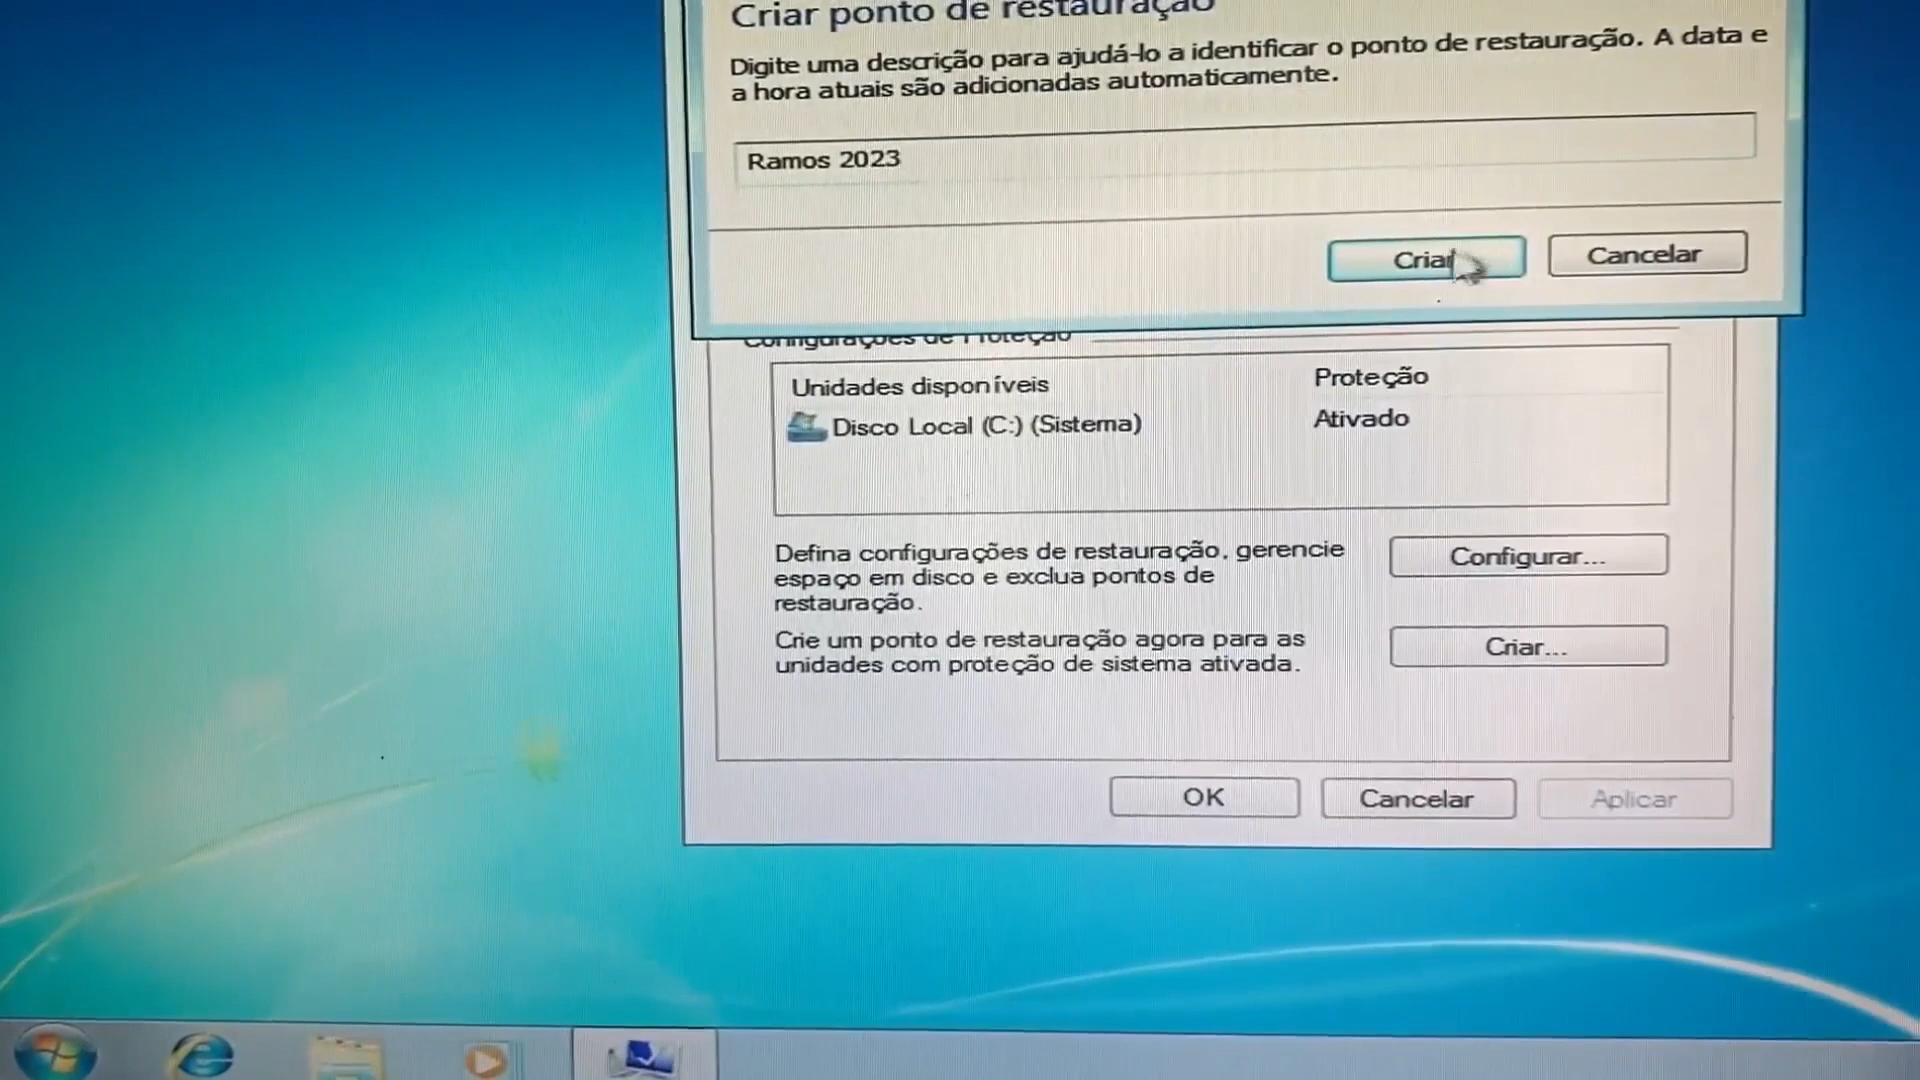 Criar ponto de restauração
Digite uma descrição para ajudá-lo a identificar o ponto de restauração. A data e
a hora atuais são adicionadas automaticamente.
Ramos 2023
Criar
Cancelar
Configurações de Proteção
Unidades disponíveis
Proteção
Disco Local (C:) (Sistema)
Ativado
Defina configurações de restauração, gerencie
espaço em disco e exclua pontos de
restauração.
Configurar...
Crie um ponto de restauração agora para as
unidades com proteção de sistema ativada.
Criar...
OK
Cancelar
Aplicar